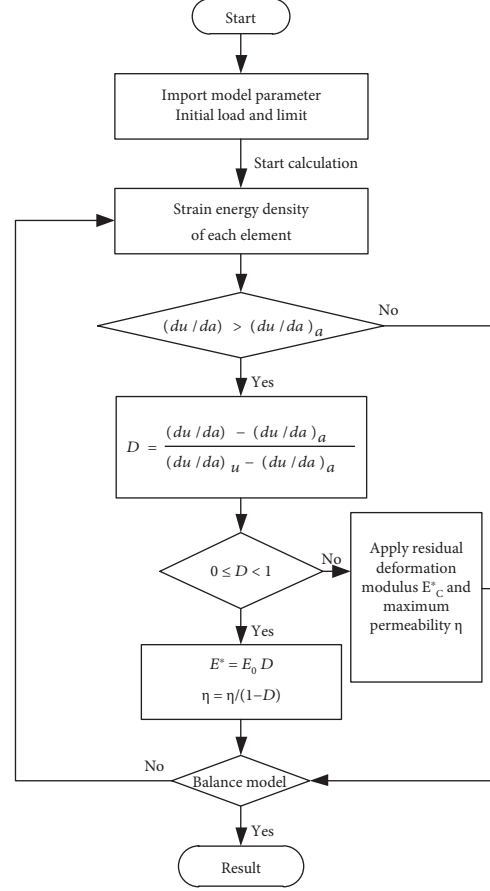 Start
Import model parameter
Initial load and limit
Start calculation
Strain energy density
of each element
(du /da) > (du /da )a
No
Yes
D = (du /da) – (du /da )a
(du /da) u – (du /da )a
0 ≤ D < 1
No
Apply residual
deformation
modulus E*C and
maximum
permeability η
Yes
E* = E0 D
η = η/(1–D)
No
Balance model
Yes
Result